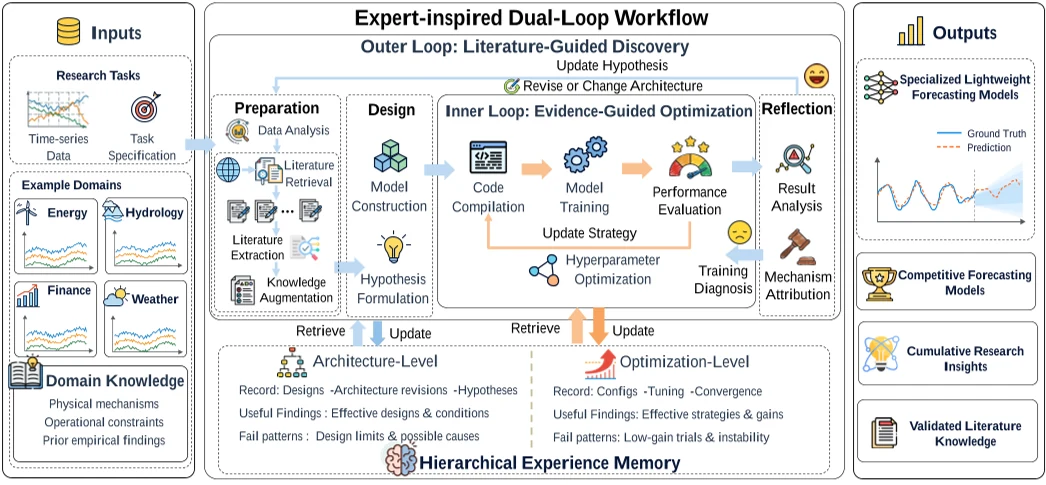 Inputs
Research Tasks
Time-series
Data
Task
Specification
Example Domains
Energy
Hydrology
Finance
Weather
Domain Knowledge
Physical mechanisms
Operational constraints
Prior empirical findings
Expert-inspired Dual-Loop Workflow
Outer Loop: Literature-Guided Discovery
Update Hypothesis
Revise or Change Architecture
Preparation
Data Analysis
Literature
Retrieval
Literature
Extraction
Knowledge
Augmentation
Design
Model
Construction
Hypothesis
Formulation
Inner Loop: Evidence-Guided Optimization
Code
Compilation
Model
Training
Performance
Evaluation
Update Strategy
Hyperparameter
Optimization
Training
Diagnosis
Reflection
Result
Analysis
Mechanism
Attribution
Retrieve
Update
Retrieve
Update
Architecture-Level
Record: Designs -Architecture revisions -Hypotheses
Useful Findings : Effective designs & conditions
Fail patterns : Design limits & possible causes
Optimization-Level
Record: Configs -Tuning -Convergence
Useful Findings: Effective strategies & gains
Fail patterns: Low-gain trials & instability
Hierarchical Experience Memory
Outputs
Specialized Lightweight
Forecasting Models
Ground Truth
Prediction
Competitive Forecasting
Models
Cumulative Research
Insights
Validated Literature
Knowledge